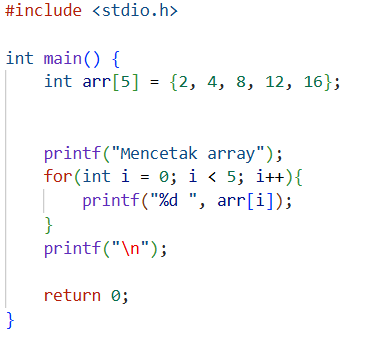 #include <stdio.h>
int main() {
    int arr[5] = {2, 4, 8, 12, 16};
    printf("Mencetak array");
    for(int i = 0; i < 5; i++){
        printf("%d ", arr[i]);
    }
    printf("\n");
    return 0;
}